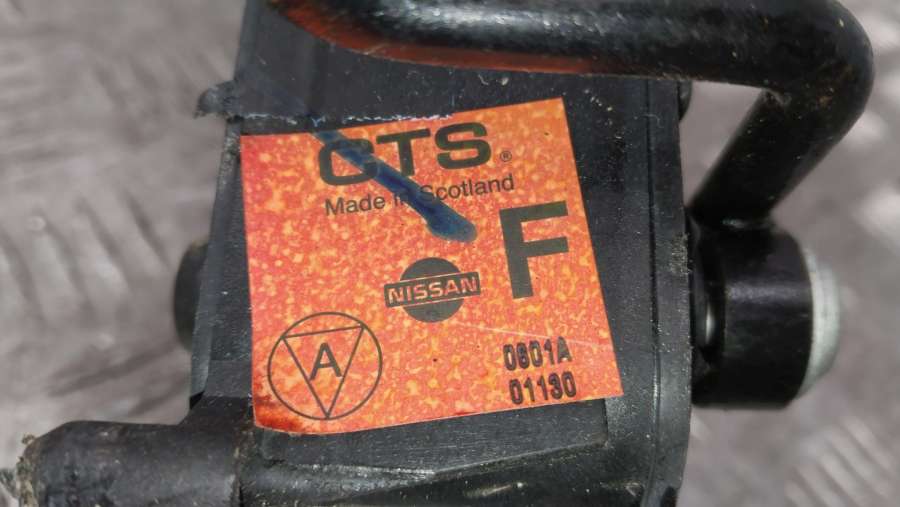 CTS®
Made in Scotland
F
NISSAN
A
0601A
01130